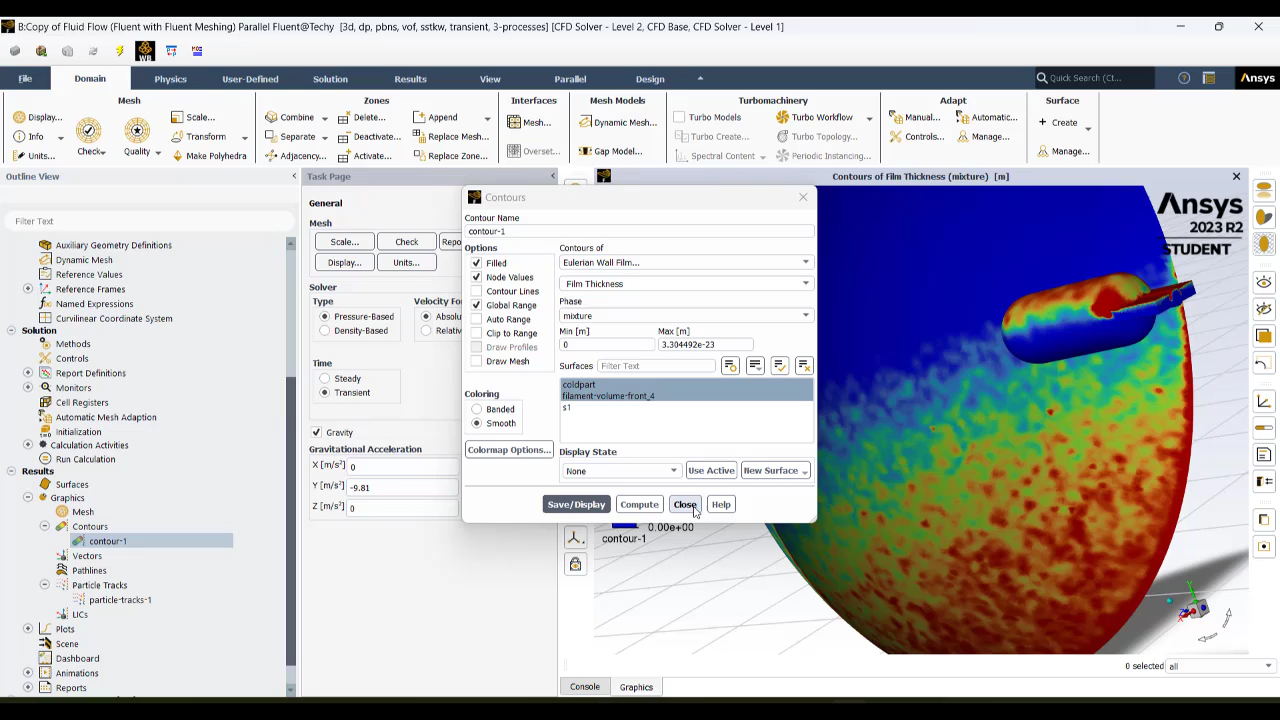 B:Copy of Fluid Flow (Fluent with Fluent Meshing) Parallel Fluent@Techy [3d, dp, pbns, vof, sstkw, transient, 3-processes] [CFD Solver - Level 2, CFD Base, CFD Solver - Level 1]
File Domain Physics User-Defined Solution Results View Parallel Design Quick Search (Ct... Ansys
Mesh Zones Interfaces Mesh Models Turbomachinery Adapt Surface
Display... Scale... Combine Delete... Append Mesh... Dynamic Mesh... Turbo Models Turbo Workflow Manual... Automatic... Create
Info Check Quality Transform Separate Deactivate... Replace Mesh... Turbo Create... Turbo Topology... Controls... Manage...
Units... Make Polyhedra Adjacency... Activate... Replace Zone... Overset... Gap Model... Spectral Content Periodic Instancing... Manage...
Outline View
Filter Text
Auxiliary Geometry Definitions
Dynamic Mesh
Reference Values
Reference Frames
Named Expressions
Curvilinear Coordinate System
Solution
Methods
Controls
Report Definitions
Monitors
Cell Registers
Automatic Mesh Adaption
Initialization
Calculation Activities
Run Calculation
Results
Surfaces
Graphics
Mesh
Contours
contour-1
Vectors
Pathlines
Particle Tracks
particle-tracks-1
LICs
Plots
Scene
Dashboard
Animations
Reports
Task Page
General
Mesh
Scale... Check Repo
Display... Units...
Solver
Type Velocity Fo
Pressure-Based Absolu
Density-Based Relativ
Time
Steady
Transient
Gravity
Gravitational Acceleration
X [m/s²] 0
Y [m/s²] -9.81
Z [m/s²] 0
Contours
Contour Name
contour-1
Options
Filled
Node Values
Contour Lines
Global Range
Auto Range
Clip to Range
Draw Profiles
Draw Mesh
Coloring
Banded
Smooth
Colormap Options...
Contours of
Eulerian Wall Film...
Film Thickness
Phase
mixture
Min [m] Max [m]
0 3.304492e-23
Surfaces Filter Text
coldpart
filament-volume-front_4
s1
Display State
None Use Active New Surface
Save/Display Compute Close Help
Contours of Film Thickness (mixture) [m]
Ansys
2023 R2
STUDENT
0.00e+00
contour-1
Y
X
0 selected all
Console Graphics